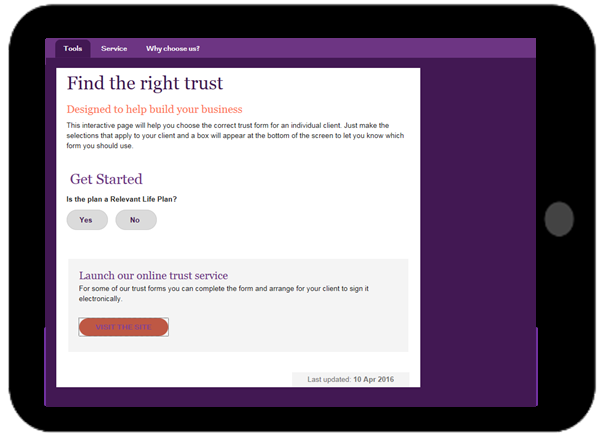 Tools Service Why choose us?
Find the right trust
Designed to help build your business
This interactive page will help you choose the correct trust form for an individual client. Just make the
selections that apply to your client and a box will appear at the bottom of the screen to let you know which
form you should use.
Get Started
Is the plan a Relevant Life Plan?
Yes No
Launch our online trust service
For some of our trust forms you can complete the form and arrange for your client to sign it
electronically.
VISIT THE SITE
Last updated: 10 Apr 2016